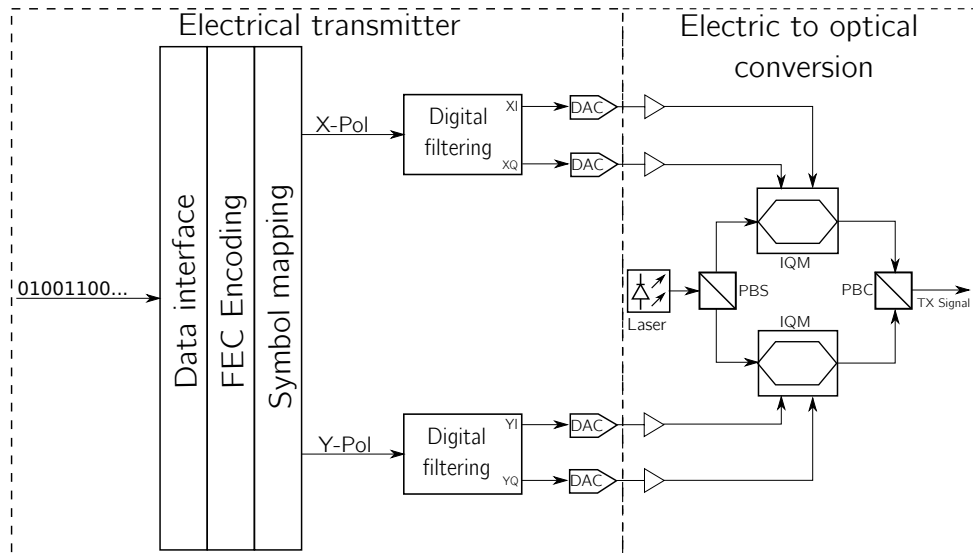 Electrical transmitter
Electric to optical
conversion
01001100...
Data interface
FEC Encoding
Symbol mapping
X-Pol
Digital
filtering
XI
XQ
DAC
DAC
IQM
Laser
PBS
PBC
TX Signal
IQM
Y-Pol
Digital
filtering
YI
YQ
DAC
DAC